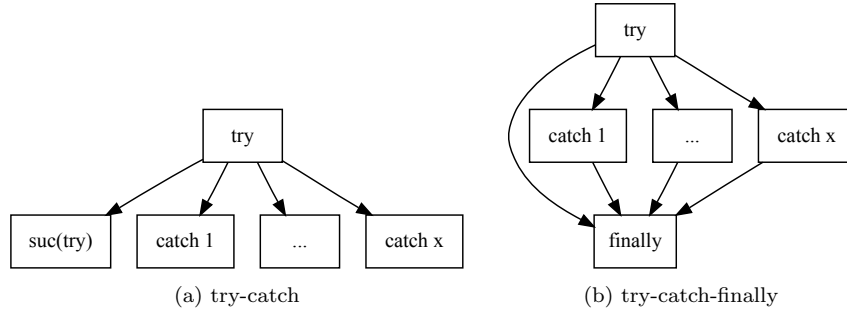 try
suc(try)
catch 1
...
catch x
(a) try-catch
try
catch 1
...
catch x
finally
(b) try-catch-finally